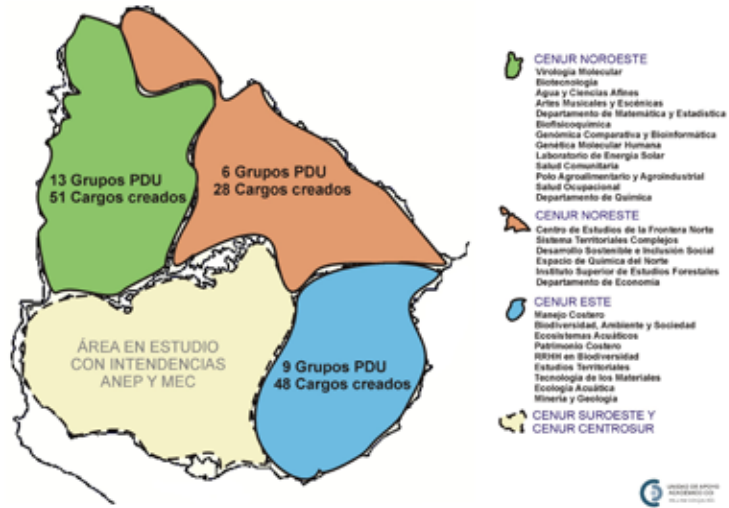 13 Grupos PDU
51 Cargos creados
6 Grupos PDU
28 Cargos creados
ÁREA EN ESTUDIO
CON INTENDENCIAS
ANEP Y MEC
9 Grupos PDU
48 Cargos creados
CENUR NOROESTE
Virología Molecular
Biotecnología
Agua y Ciencias Afines
Artes Musicales y Escénicas
Departamento de Matemática y Estadística
Biofisicoquímica
Genómica Comparativa y Bioinformática
Genética Molecular Humana
Laboratorio de Energía Solar
Salud Comunitaria
Polo Agroalimentario y Agroindustrial
Salud Ocupacional
Departamento de Química
CENUR NORESTE
Centro de Estudios de la Frontera Norte
Sistema Territoriales Complejos
Desarrollo Sostenible e Inclusión Social
Espacio de Química del Norte
Instituto Superior de Estudios Forestales
Departamento de Economía
CENUR ESTE
Manejo Costero
Biodiversidad, Ambiente y Sociedad
Ecosistemas Acuáticos
Patrimonio Costero
RRHH en Biodiversidad
Estudios Territoriales
Tecnología de los Materiales
Ecología Acuática
Minería y Geología
CENUR SUROESTE Y
CENUR CENTROSUR
UNIDAD DE APOYO
ACADÉMICO CCI